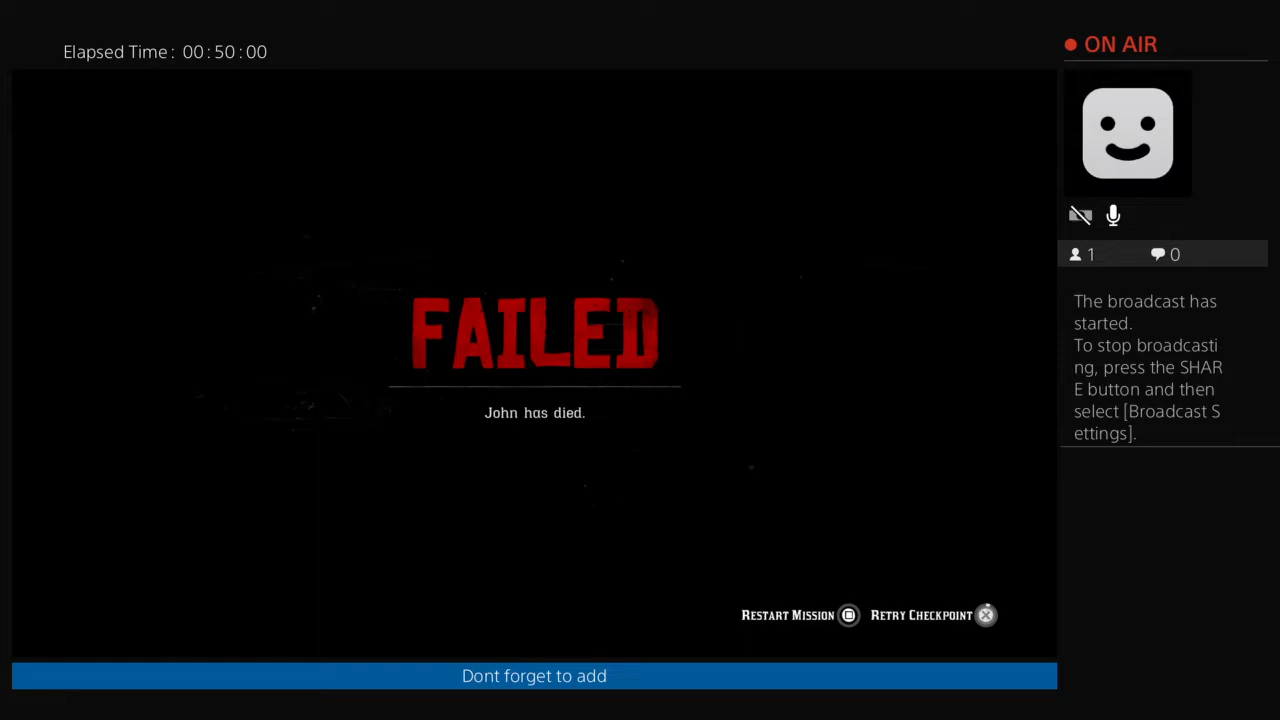 Elapsed Time: 00:50:00
ON AIR
1 0
The broadcast has
started.
To stop broadcasti
ng, press the SHAR
E button and then
select [Broadcast S
ettings].
FAILED
John has died.
RESTART MISSION RETRY CHECKPOINT
Dont forget to add